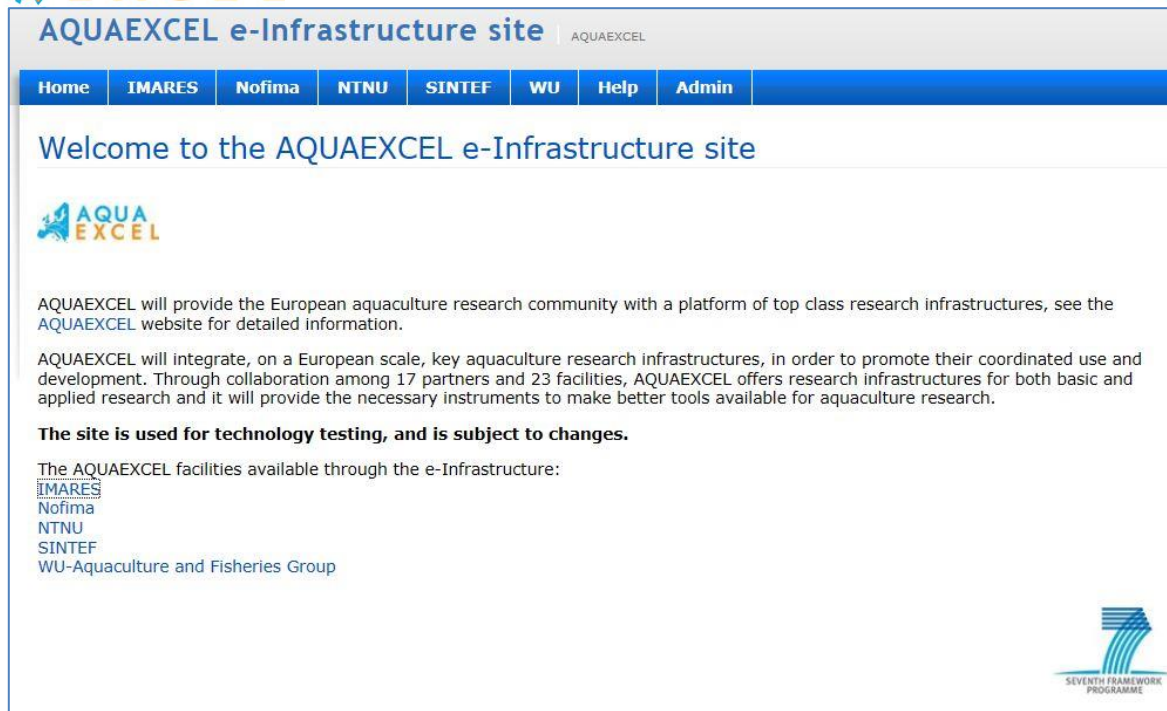 AQUAEXCEL e-Infrastructure site AQUAEXCEL
Home IMARES Nofima NTNU SINTEF WU Help Admin
Welcome to the AQUAEXCEL e-Infrastructure site
AQUA
EXCEL
AQUAEXCEL will provide the European aquaculture research community with a platform of top class research infrastructures, see the
AQUAEXCEL website for detailed information.
AQUAEXCEL will integrate, on a European scale, key aquaculture research infrastructures, in order to promote their coordinated use and
development. Through collaboration among 17 partners and 23 facilities, AQUAEXCEL offers research infrastructures for both basic and
applied research and it will provide the necessary instruments to make better tools available for aquaculture research.
The site is used for technology testing, and is subject to changes.
The AQUAEXCEL facilities available through the e-Infrastructure:
IMARES
Nofima
NTNU
SINTEF
WU-Aquaculture and Fisheries Group
7
SEVENTH FRAMEWORK
PROGRAMME